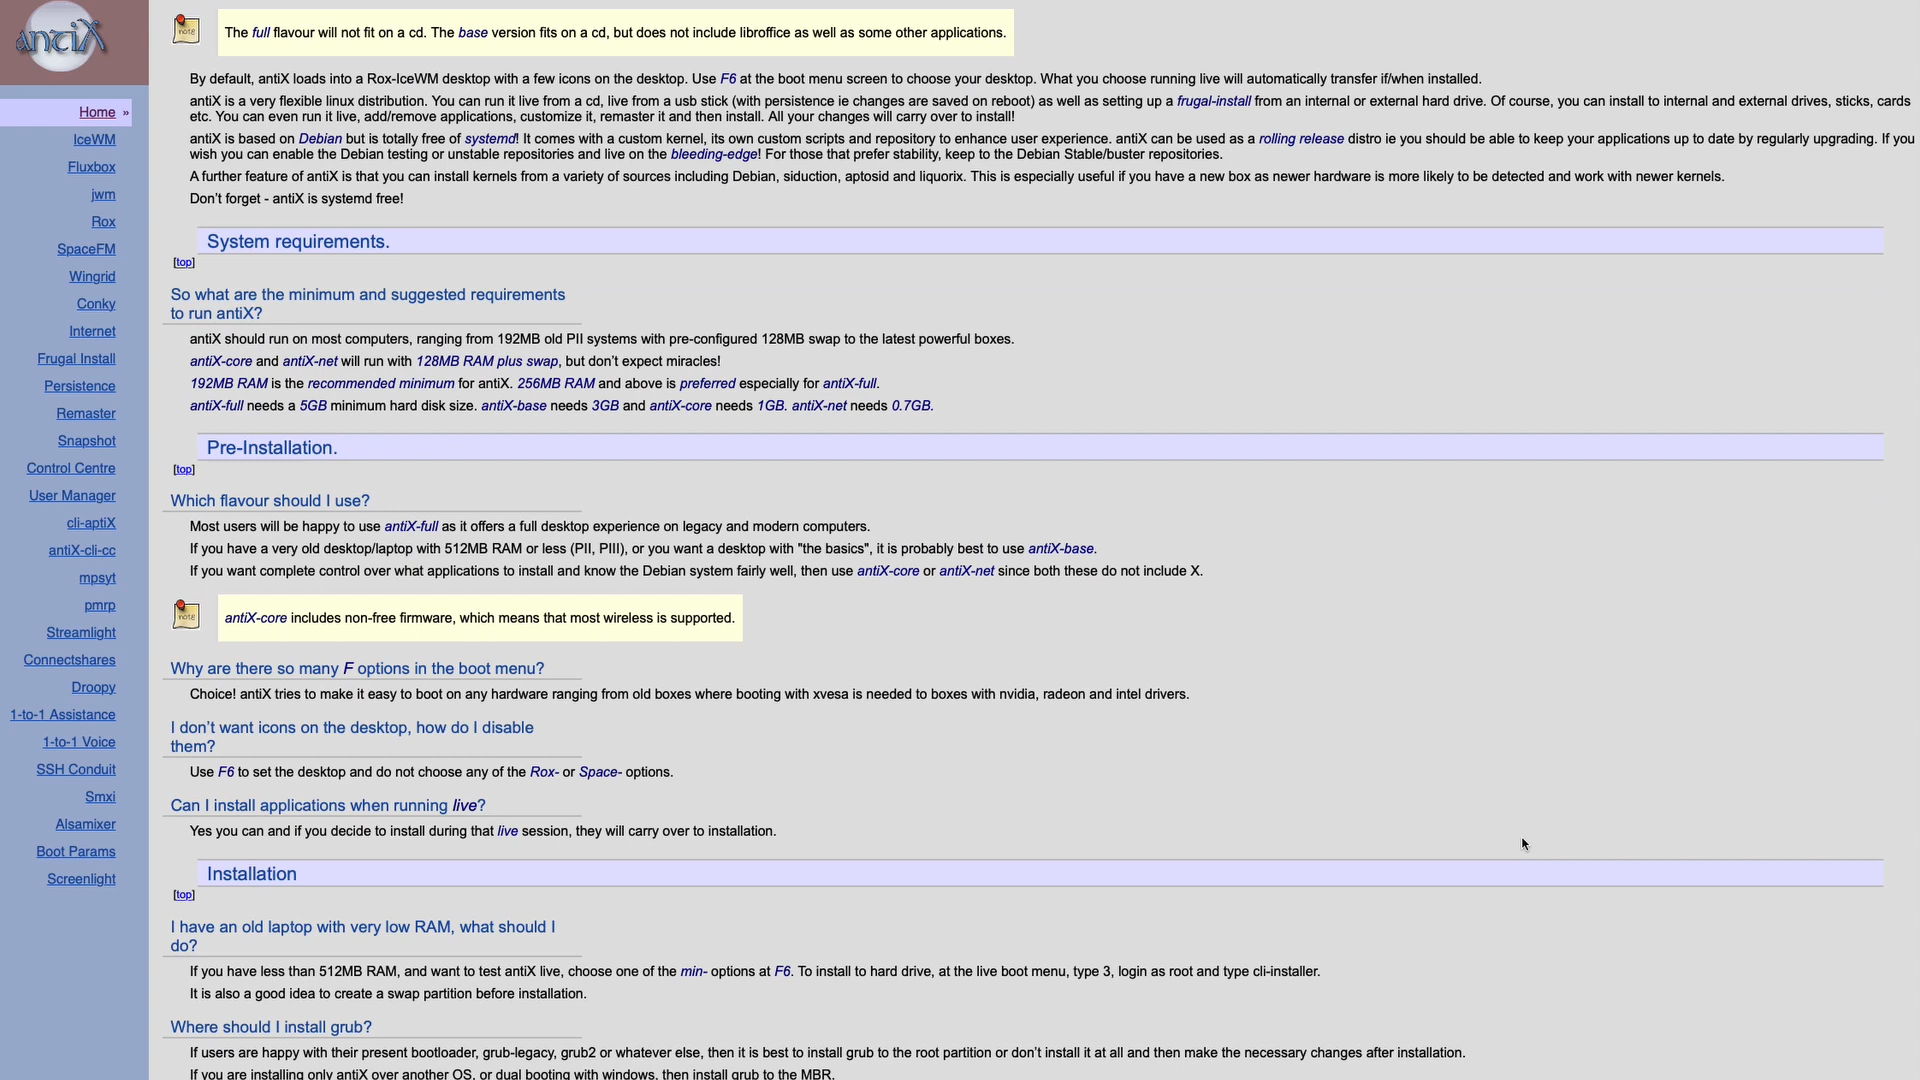 antiX
note
The full flavour will not fit on a cd. The base version fits on a cd, but does not include libroffice as well as some other applications.
By default, antiX loads into a Rox-IceWM desktop with a few icons on the desktop. Use F6 at the boot menu screen to choose your desktop. What you choose running live will automatically transfer if/when installed.
antiX is a very flexible linux distribution. You can run it live from a cd, live from a usb stick (with persistence ie changes are saved on reboot) as well as setting up a frugal-install from an internal or external hard drive. Of course, you can install to internal and external drives, sticks, cards
etc. You can even run it live, add/remove applications, customize it, remaster it and then install. All your changes will carry over to install!
antiX is based on Debian but is totally free of systemd! It comes with a custom kernel, its own custom scripts and repository to enhance user experience. antiX can be used as a rolling release distro ie you should be able to keep your applications up to date by regularly upgrading. If you
wish you can enable the Debian testing or unstable repositories and live on the bleeding-edge! For those that prefer stability, keep to the Debian Stable/buster repositories.
A further feature of antiX is that you can install kernels from a variety of sources including Debian, siduction, aptosid and liquorix. This is especially useful if you have a new box as newer hardware is more likely to be detected and work with newer kernels.
Don't forget - antiX is systemd free!
Home »
IceWM
Fluxbox
jwm
Rox
SpaceFM
Wingrid
Conky
Internet
Frugal Install
Persistence
Remaster
Snapshot
Control Centre
User Manager
cli-aptiX
antiX-cli-cc
mpsyt
pmrp
Streamlight
Connectshares
Droopy
1-to-1 Assistance
1-to-1 Voice
SSH Conduit
Smxi
Alsamixer
Boot Params
Screenlight
System requirements.
[top]
So what are the minimum and suggested requirements
to run antiX?
antiX should run on most computers, ranging from 192MB old PII systems with pre-configured 128MB swap to the latest powerful boxes.
antiX-core and antiX-net will run with 128MB RAM plus swap, but don't expect miracles!
192MB RAM is the recommended minimum for antiX. 256MB RAM and above is preferred especially for antiX-full.
antiX-full needs a 5GB minimum hard disk size. antiX-base needs 3GB and antiX-core needs 1GB. antiX-net needs 0.7GB.
Pre-Installation.
[top]
Which flavour should I use?
Most users will be happy to use antiX-full as it offers a full desktop experience on legacy and modern computers.
If you have a very old desktop/laptop with 512MB RAM or less (PII, PIII), or you want a desktop with "the basics", it is probably best to use antiX-base.
If you want complete control over what applications to install and know the Debian system fairly well, then use antiX-core or antiX-net since both these do not include X.
note
antiX-core includes non-free firmware, which means that most wireless is supported.
Why are there so many F options in the boot menu?
Choice! antiX tries to make it easy to boot on any hardware ranging from old boxes where booting with xvesa is needed to boxes with nvidia, radeon and intel drivers.
I don't want icons on the desktop, how do I disable
them?
Use F6 to set the desktop and do not choose any of the Rox- or Space- options.
Can I install applications when running live?
Yes you can and if you decide to install during that live session, they will carry over to installation.
Installation
[top]
I have an old laptop with very low RAM, what should I
do?
If you have less than 512MB RAM, and want to test antiX live, choose one of the min- options at F6. To install to hard drive, at the live boot menu, type 3, login as root and type cli-installer.
It is also a good idea to create a swap partition before installation.
Where should I install grub?
If users are happy with their present bootloader, grub-legacy, grub2 or whatever else, then it is best to install grub to the root partition or don't install it at all and then make the necessary changes after installation.
If you are installing only antiX over another OS, or dual booting with windows, then install grub to the MBR.